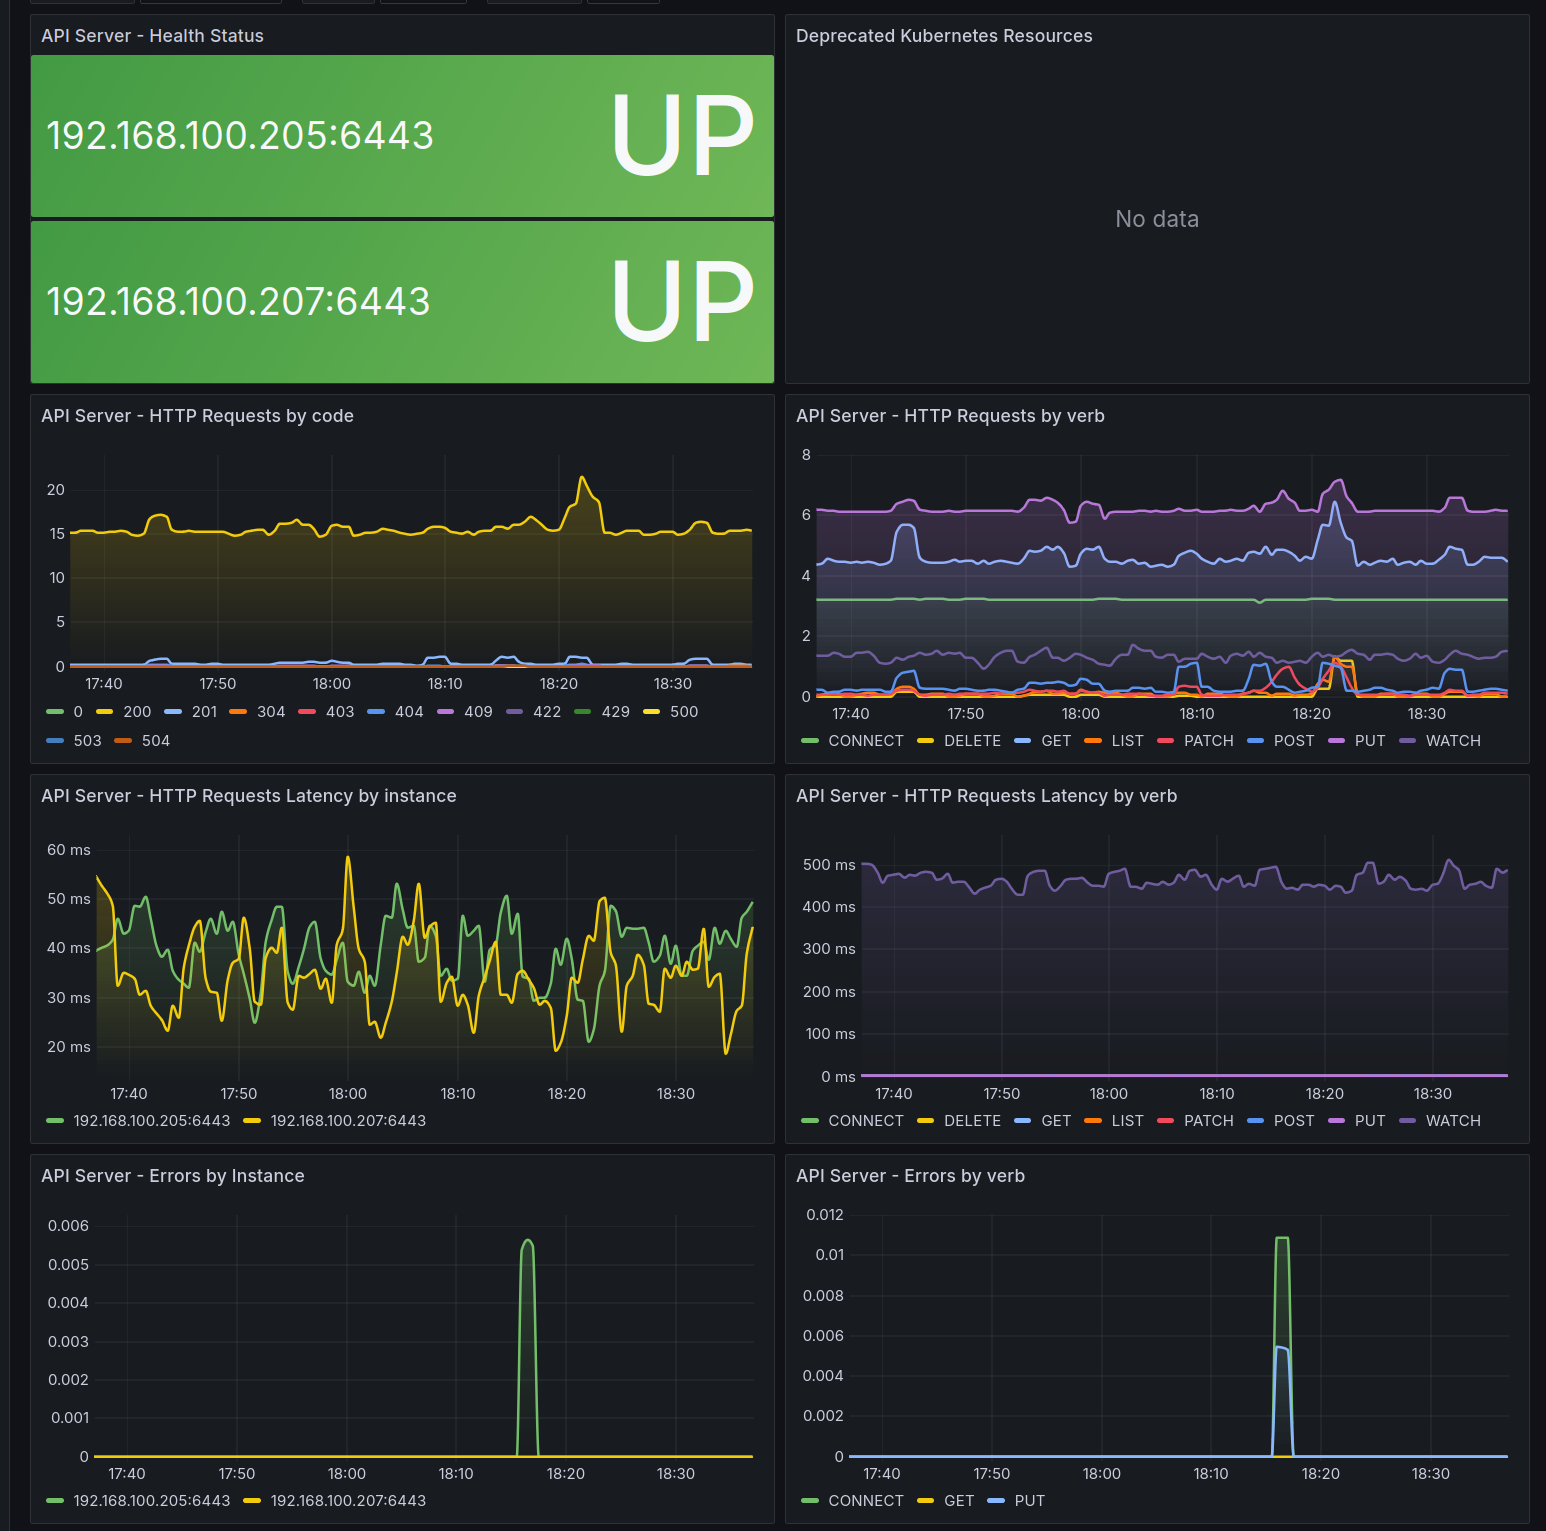 API Server - Health Status
192.168.100.205:6443 UP
192.168.100.207:6443 UP
Deprecated Kubernetes Resources
No data
API Server - HTTP Requests by code
20
15
10
5
0
17:40 17:50 18:00 18:10 18:20 18:30
0 200 201 304 403 404 409 422 429 500
503 504
API Server - HTTP Requests by verb
8
6
4
2
0
17:40 17:50 18:00 18:10 18:20 18:30
CONNECT DELETE GET LIST PATCH POST PUT WATCH
API Server - HTTP Requests Latency by instance
60 ms
50 ms
40 ms
30 ms
20 ms
17:40 17:50 18:00 18:10 18:20 18:30
192.168.100.205:6443 192.168.100.207:6443
API Server - HTTP Requests Latency by verb
500 ms
400 ms
300 ms
200 ms
100 ms
0 ms
17:40 17:50 18:00 18:10 18:20 18:30
CONNECT DELETE GET LIST PATCH POST PUT WATCH
API Server - Errors by Instance
0.006
0.005
0.004
0.003
0.002
0.001
0
17:40 17:50 18:00 18:10 18:20 18:30
192.168.100.205:6443 192.168.100.207:6443
API Server - Errors by verb
0.012
0.01
0.008
0.006
0.004
0.002
0
17:40 17:50 18:00 18:10 18:20 18:30
CONNECT GET PUT